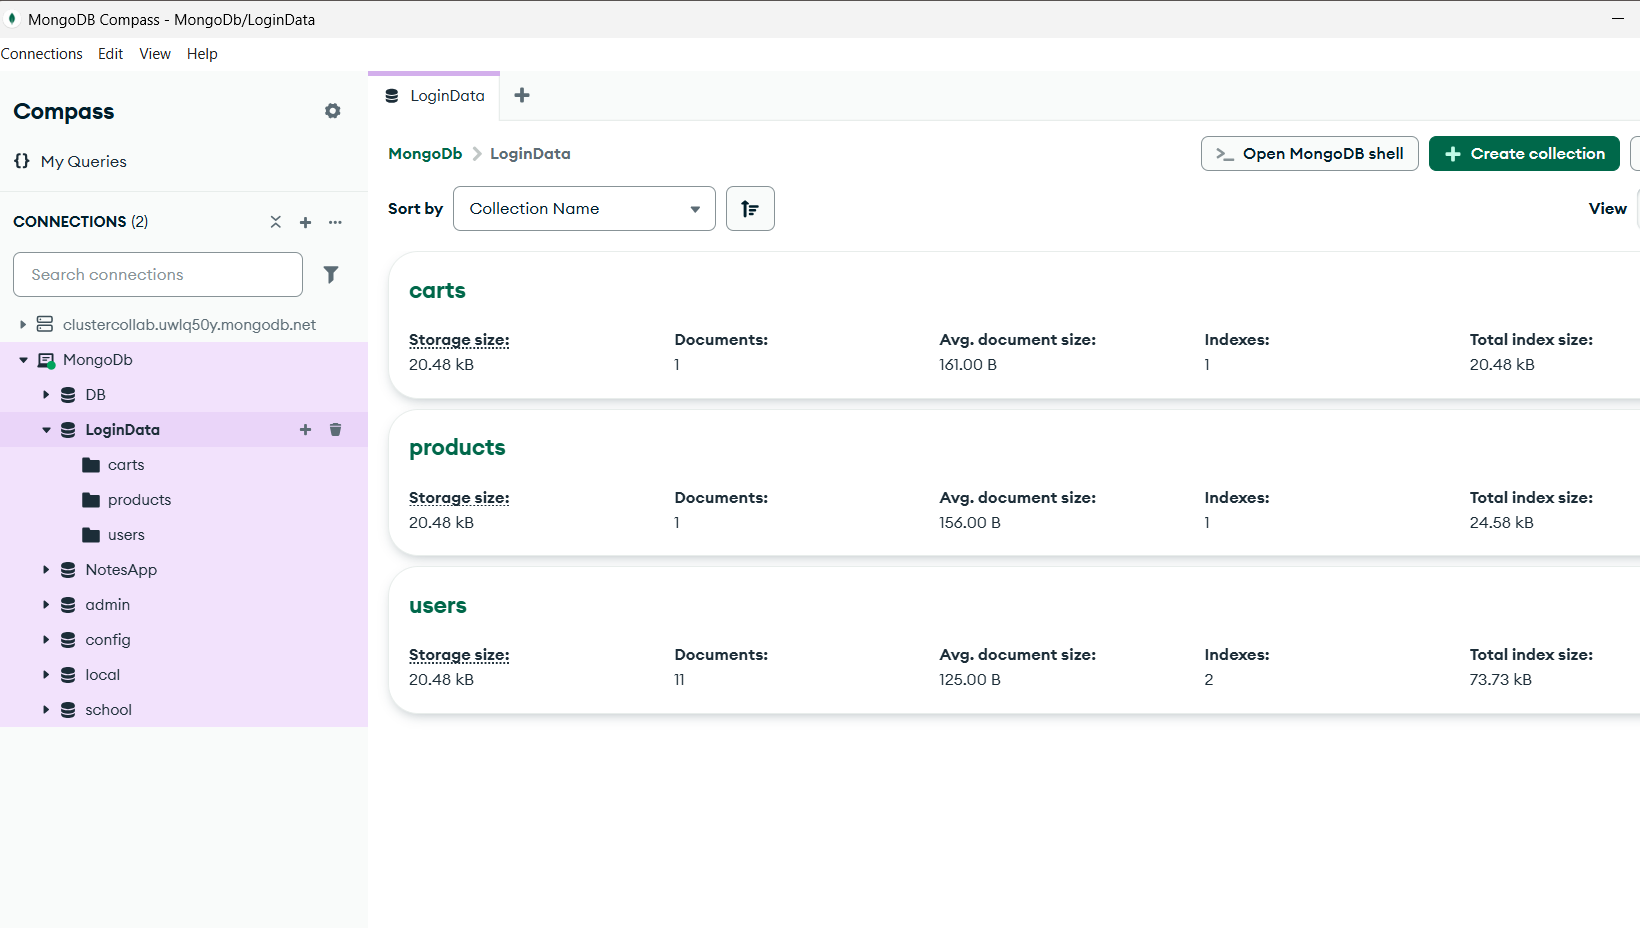 MongoDB Compass - MongoDb/LoginData
Connections Edit View Help
Compass
{} My Queries
CONNECTIONS (2)
Search connections
clustercollab.uwlq50y.mongodb.net
MongoDb
DB
LoginData
carts
products
users
NotesApp
admin
config
local
school
LoginData
MongoDb > LoginData
>_ Open MongoDB shell
+ Create collection
Sort by Collection Name
View
carts
Storage size: Documents: Avg. document size: Indexes: Total index size:
20.48 kB 1 161.00 B 1 20.48 kB
products
Storage size: Documents: Avg. document size: Indexes: Total index size:
20.48 kB 1 156.00 B 1 24.58 kB
users
Storage size: Documents: Avg. document size: Indexes: Total index size:
20.48 kB 11 125.00 B 2 73.73 kB